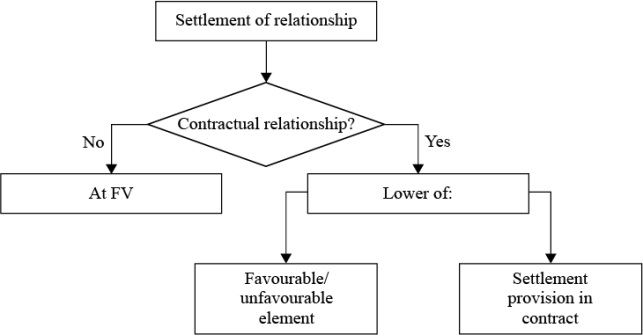 Settlement of relationship
Contractual relationship?
No
Yes
At FV
Lower of:
Favourable/
unfavourable
element
Settlement
provision in
contract